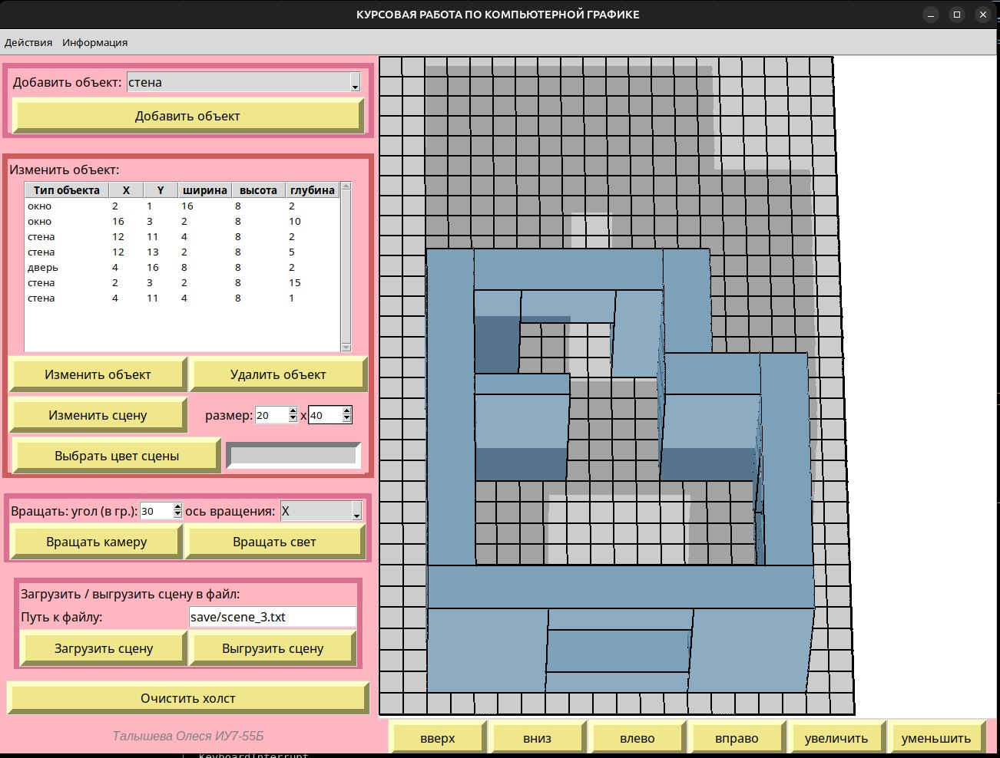 КУРСОВАЯ РАБОТА ПО КОМПЬЮТЕРНОЙ ГРАФИКЕ
Действия Информация
Добавить объект: стена
Добавить объект
Изменить объект:
Тип объекта X Y ширина высота глубина
окно 2 1 16 8 2
окно 16 3 2 8 10
стена 12 11 4 8 2
стена 12 13 2 8 5
дверь 4 16 8 8 2
стена 2 3 2 8 15
стена 4 11 4 8 1
Изменить объект Удалить объект
Изменить сцену размер: 20 x 40
Выбрать цвет сцены
Вращать: угол (в гр.): 30 ось вращения: X
Вращать камеру Вращать свет
Загрузить / выгрузить сцену в файл:
Путь к файлу: save/scene_3.txt
Загрузить сцену Выгрузить сцену
Очистить холст
Талышева Олеся ИУ7-55Б
вверх вниз влево вправо увеличить уменьшить
KeyboardInterrupt